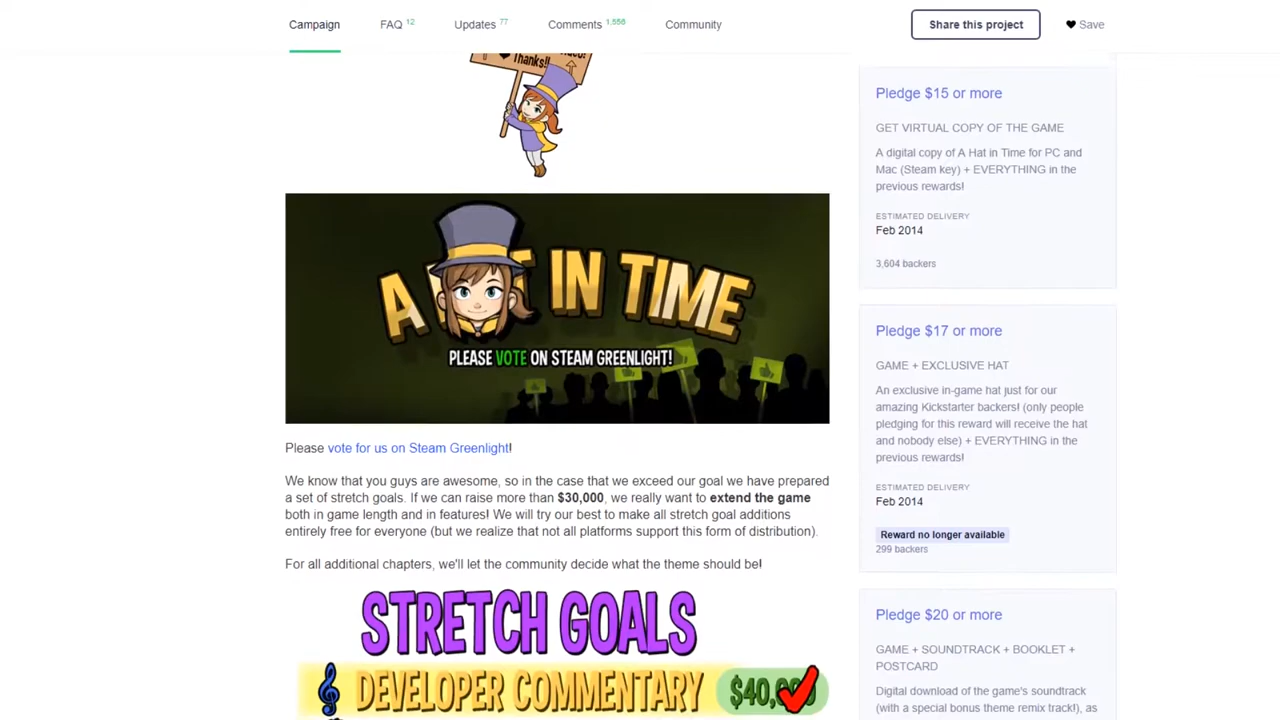 Campaign
FAQ 12
Updates 77
Comments 1,556
Community
Share this project
Save
Thanks!!
A HAT IN TIME
PLEASE VOTE ON STEAM GREENLIGHT!
Please vote for us on Steam Greenlight!
We know that you guys are awesome, so in the case that we exceed our goal we have prepared
a set of stretch goals. If we can raise more than $30,000, we really want to extend the game
both in game length and in features! We will try our best to make all stretch goal additions
entirely free for everyone (but we realize that not all platforms support this form of distribution).
For all additional chapters, we'll let the community decide what the theme should be!
STRETCH GOALS
DEVELOPER COMMENTARY
Pledge $15 or more
GET VIRTUAL COPY OF THE GAME
A digital copy of A Hat in Time for PC and
Mac (Steam key) + EVERYTHING in the
previous rewards!
ESTIMATED DELIVERY
Feb 2014
3,604 backers
Pledge $17 or more
GAME + EXCLUSIVE HAT
An exclusive in-game hat just for our
amazing Kickstarter backers! (only people
pledging for this reward will receive the hat
and nobody else) + EVERYTHING in the
previous rewards!
ESTIMATED DELIVERY
Feb 2014
Reward no longer available
299 backers
Pledge $20 or more
GAME + SOUNDTRACK + BOOKLET +
POSTCARD
Digital download of the game's soundtrack
(with a special bonus theme remix track!), as